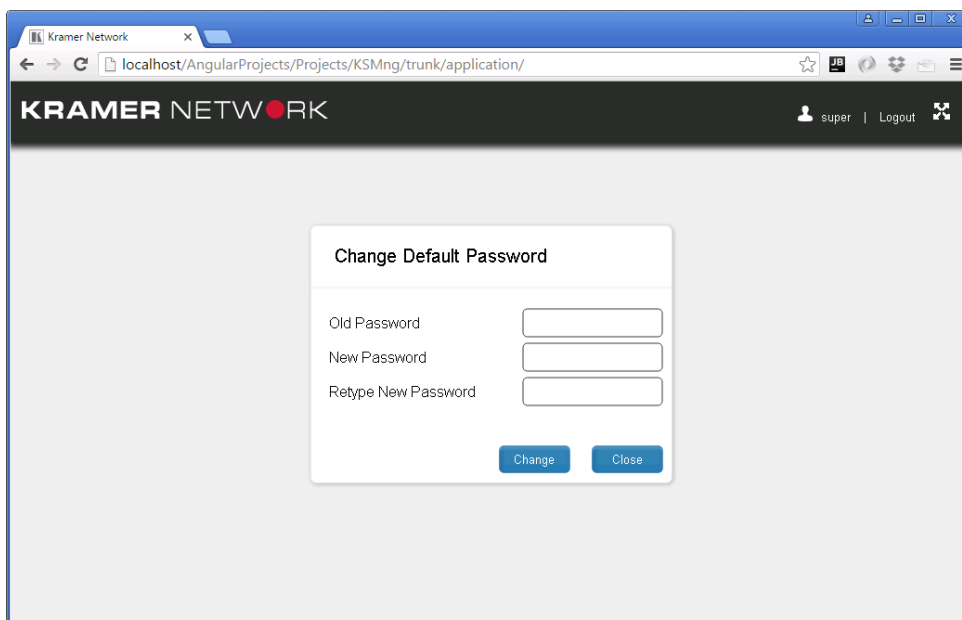 Kramer Network
localhost/AngularProjects/Projects/KSMng/trunk/application/
JB
KRAMER NETWORK
super | Logout
Change Default Password
Old Password
New Password
Retype New Password
Change Close